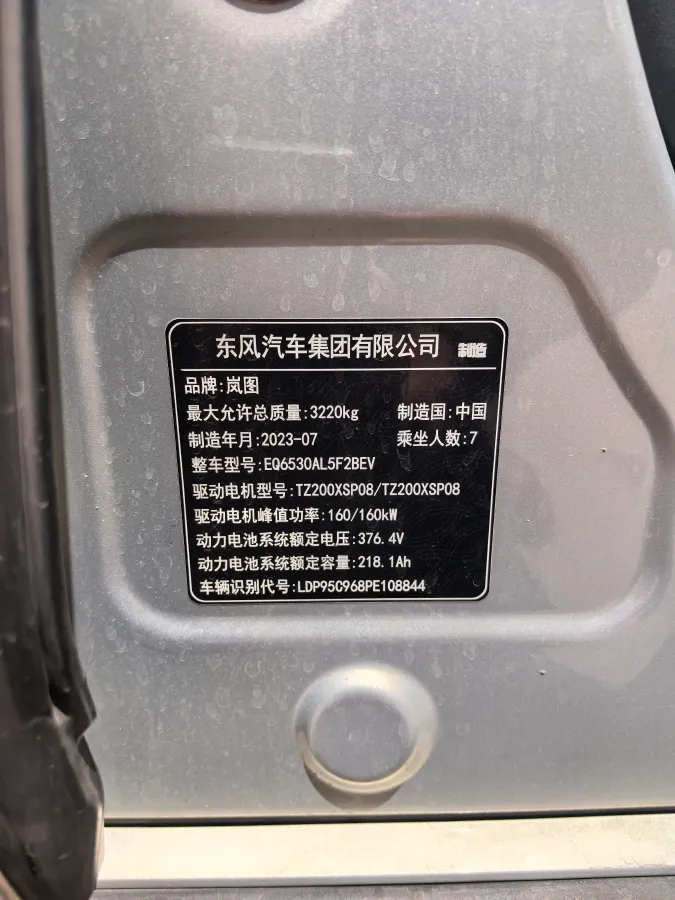 东风汽车集团有限公司 制造
品牌:岚图
最大允许总质量:3220kg 制造国:中国
制造年月:2023-07 乘坐人数:7
整车型号:EQ6530AL5F2BEV
驱动电机型号:TZ200XSP08/TZ200XSP08
驱动电机峰值功率:160/160kW
动力电池系统额定电压:376.4V
动力电池系统额定容量:218.1Ah
车辆识别代号:LDP95C968PE108844